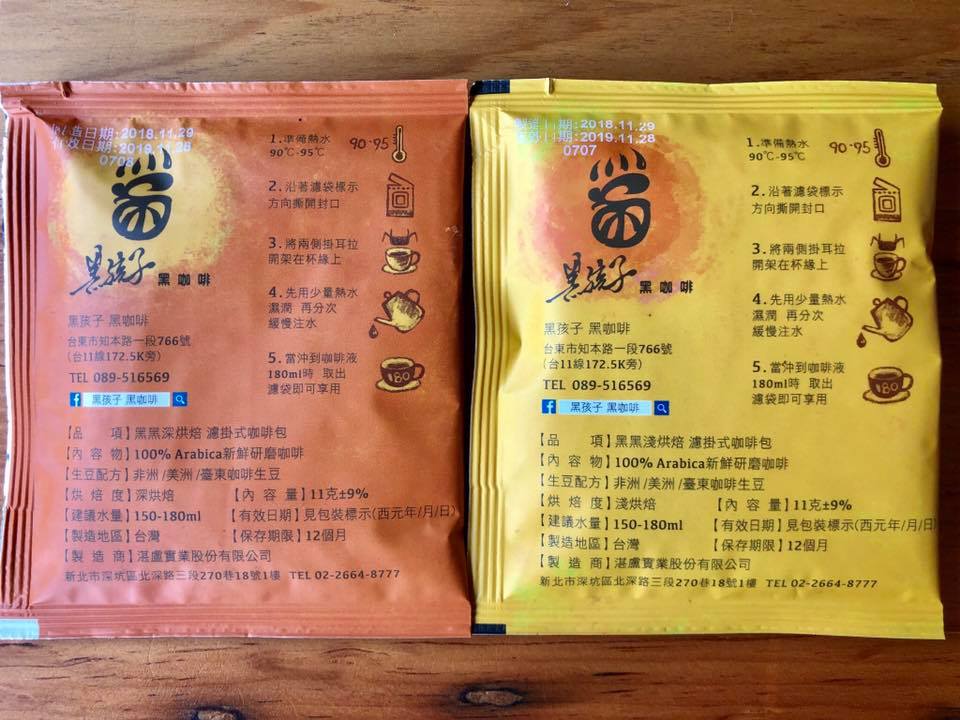 日期:2018.11.29
日期:2019.11.28
0708
黑孩子 黑咖啡
黑孩子 黑咖啡
台東市知本路一段766號
(台11線172.5K旁)
TEL 089-516569
黑孩子 黑咖啡
1.準備熱水
90℃-95℃
90-95
2.沿著濾袋標示
方向撕開封口
3.將兩側掛耳拉
開架在杯緣上
4.先用少量熱水
濕潤 再分次
緩慢注水
5.當沖到咖啡液
180ml時 取出
濾袋即可享用
180
【品 項】黑黑深烘焙 濾掛式咖啡包
【內 容 物】100% Arabica新鮮研磨咖啡
【生豆配方】非洲/美洲/臺東咖啡生豆
【烘 焙 度】深烘焙 【內 容 量】11克±9%
【建議水量】150-180ml 【有效日期】見包裝標示(西元年/月/日)
【製造地區】台灣 【保存期限】12個月
【製 造 商】湛盧實業股份有限公司
新北市深坑區北深路三段270巷18號1樓 TEL 02-2664-8777
日期:2018.11.29
日期:2019.11.28
0707
黑孩子 黑咖啡
黑孩子 黑咖啡
台東市知本路一段766號
(台11線172.5K旁)
TEL 089-516569
黑孩子 黑咖啡
1.準備熱水
90℃-95℃
90-95
2.沿著濾袋標示
方向撕開封口
3.將兩側掛耳拉
開架在杯緣上
4.先用少量熱水
濕潤 再分次
緩慢注水
5.當沖到咖啡液
180ml時 取出
濾袋即可享用
180
【品 項】黑黑淺烘焙 濾掛式咖啡包
【內 容 物】100% Arabica新鮮研磨咖啡
【生豆配方】非洲/美洲/臺東咖啡生豆
【烘 焙 度】淺烘焙 【內 容 量】11克±9%
【建議水量】150-180ml 【有效日期】見包裝標示(西元年/月/日)
【製造地區】台灣 【保存期限】12個月
【製 造 商】湛盧實業股份有限公司
新北市深坑區北深路三段270巷18號1樓 TEL 02-2664-8777